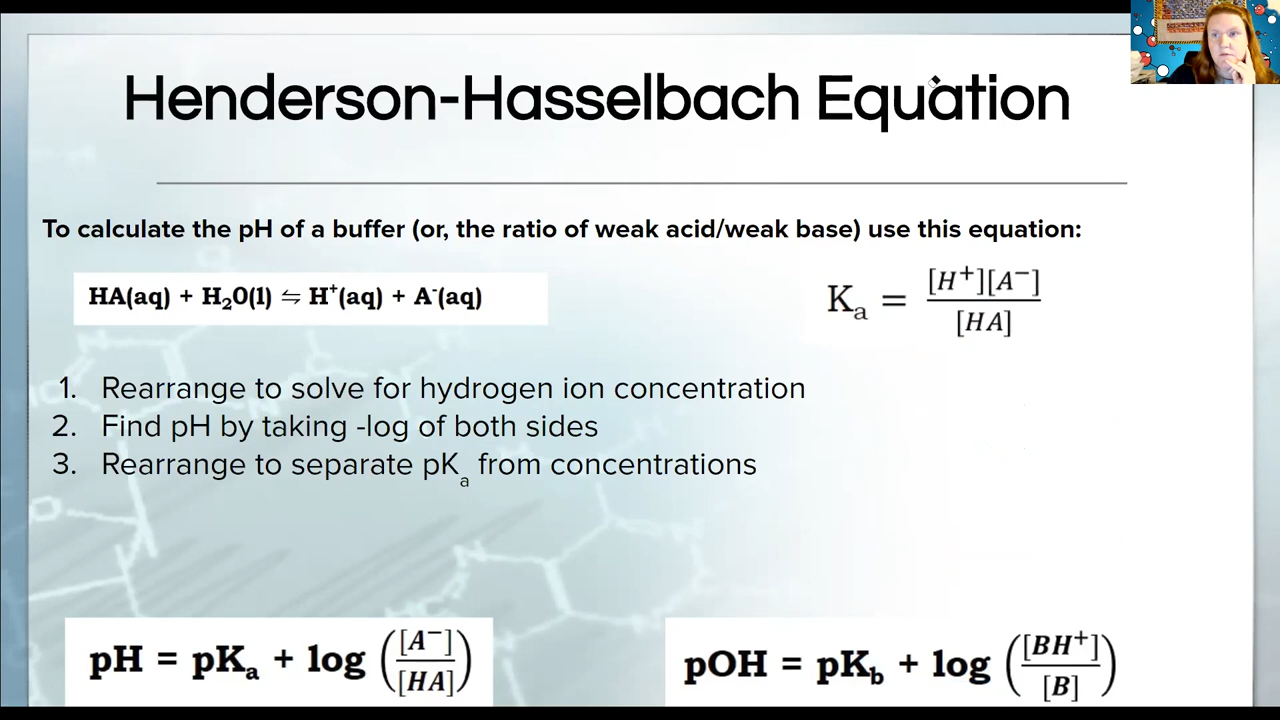 Henderson-Hasselbach Equation
To calculate the pH of a buffer (or, the ratio of weak acid/weak base) use this equation:
HA(aq) + H₂O(l) ⇋ H⁺(aq) + A⁻(aq)
Kₐ = [H⁺][A⁻] / [HA]
1. Rearrange to solve for hydrogen ion concentration
2. Find pH by taking -log of both sides
3. Rearrange to separate pKₐ from concentrations
pH = pKₐ + log ([A⁻] / [HA])
pOH = pK_b + log ([BH⁺] / [B])